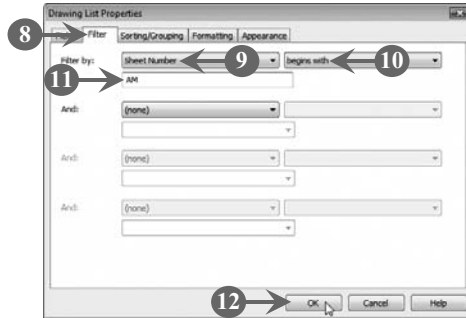 Drawing List Properties
8 Filter Sorting/Grouping Formatting Appearance
Filter by: Sheet Number 9 begins with 10
11 AM
And: (none)
And: (none)
And: (none)
12 OK Cancel Help